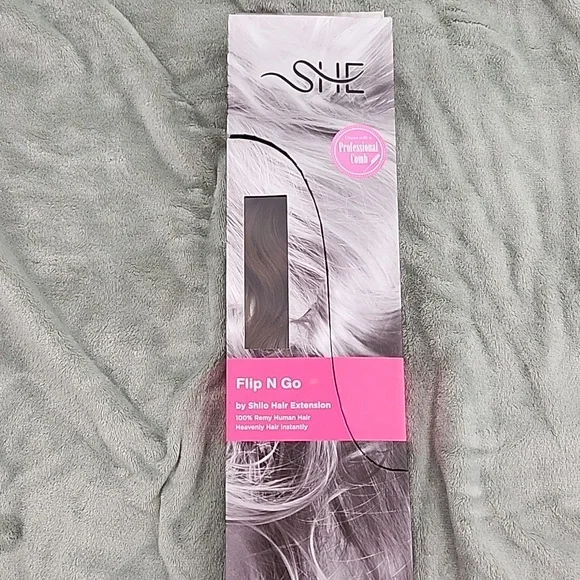 SHE
Professional
Comb
Flip N Go
by Shilo Hair Extension
100% Remy Human Hair
Heavenly Hair Instantly